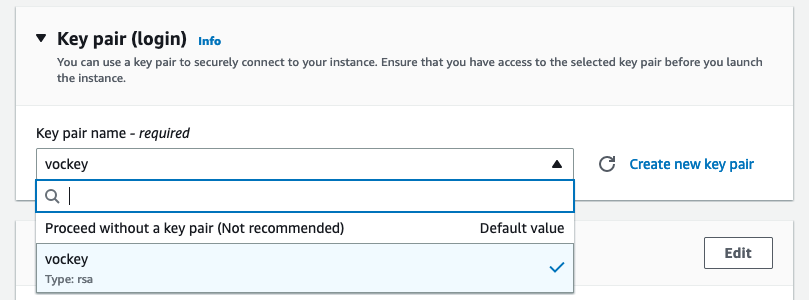 Key pair (login) Info
You can use a key pair to securely connect to your instance. Ensure that you have access to the selected key pair before you launch
the instance.
Key pair name - required
vockey
Create new key pair
Proceed without a key pair (Not recommended) Default value
vockey
Type: rsa
Edit